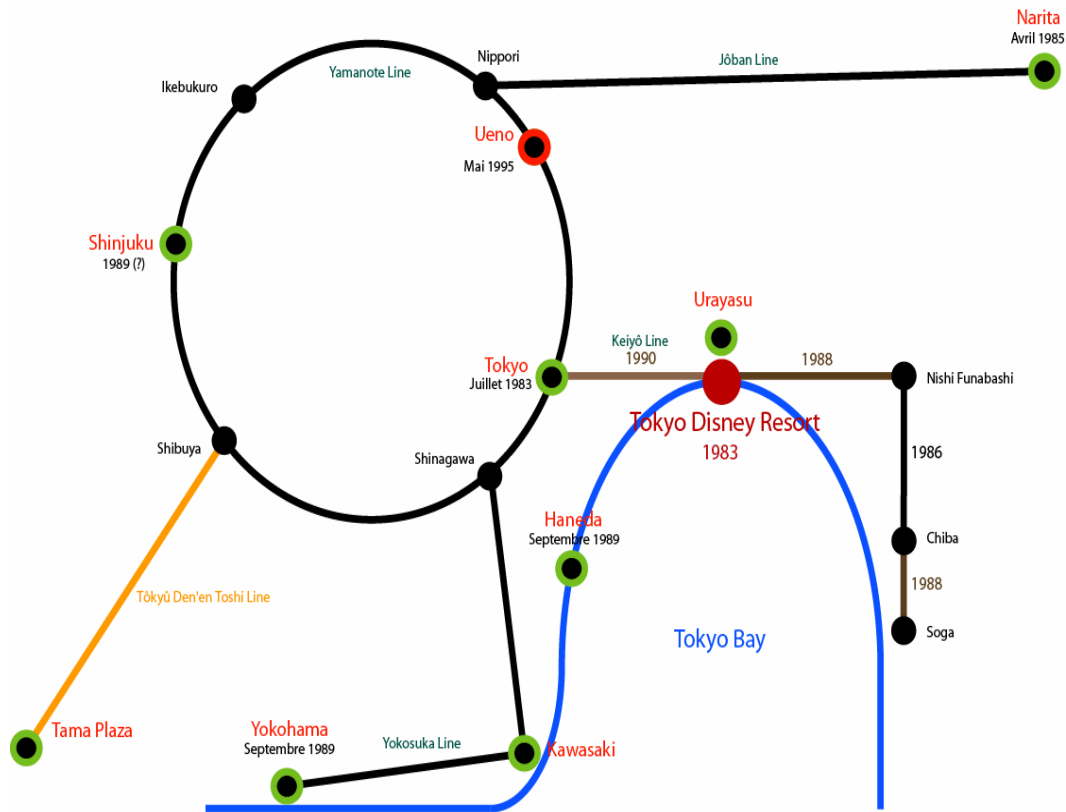 Narita
Avril 1985
Nippori
Jôban Line
Yamanote Line
Ikebukuro
Ueno
Mai 1995
Shinjuku
1989 (?)
Urayasu
Keiyô Line
1990
1988
Tokyo
Juillet 1983
Nishi Funabashi
Tokyo Disney Resort
1983
Shibuya
Shinagawa
1986
Haneda
Septembre 1989
Chiba
1988
Tôkyû Den'en Toshi Line
Soga
Tokyo Bay
Tama Plaza
Yokohama
Septembre 1989
Yokosuka Line
Kawasaki